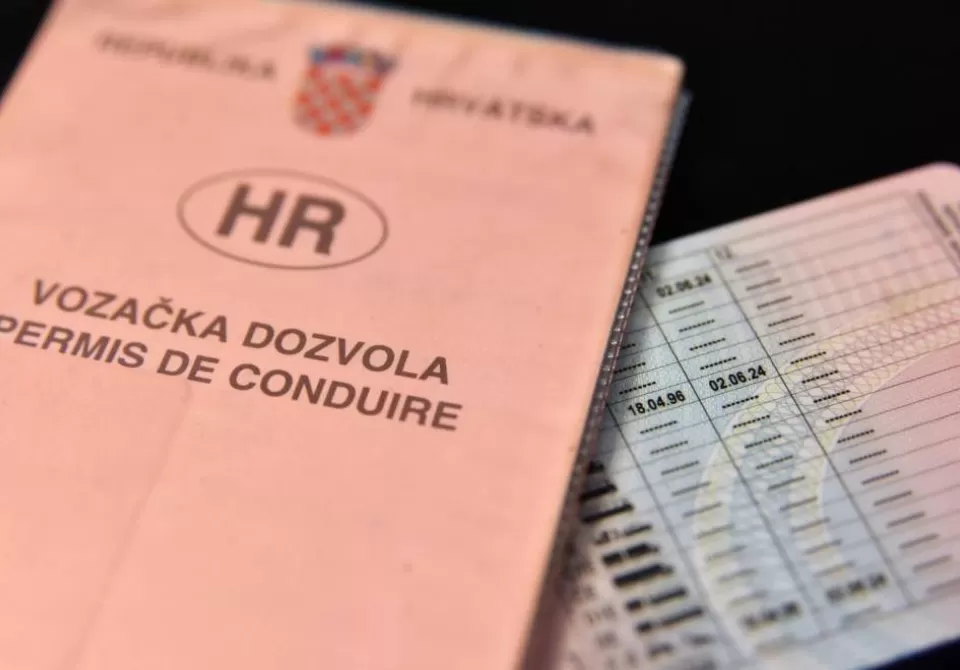 REPUBLIKA HRVATSKA
HR
VOZAČKA DOZVOLA
PERMIS DE CONDUIRE
12.
02.06.24
18.04.96 02.06.24
02.06.24